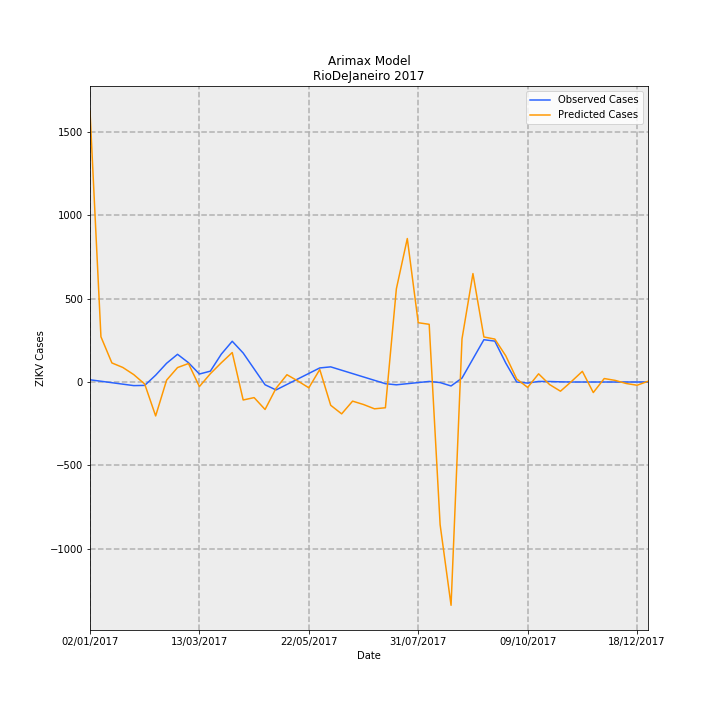 Arimax Model
RioDeJaneiro 2017
Observed Cases
Predicted Cases
1500
1000
500
0
−500
−1000
ZIKV Cases
02/01/2017
13/03/2017
22/05/2017
31/07/2017
09/10/2017
18/12/2017
Date